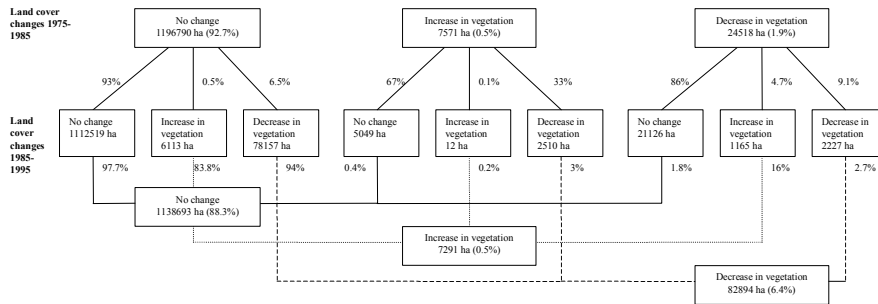 Land cover
changes 1975-
1985
No change
1196790 ha (92.7%)
Increase in vegetation
7571 ha (0.5%)
Decrease in vegetation
24518 ha (1.9%)
93%
0.5%
6.5%
67%
0.1%
33%
86%
4.7%
9.1%
Land
cover
changes
1985-
1995
No change
1112519 ha
Increase in
vegetation
6113 ha
Decrease in
vegetation
78157 ha
No change
5049 ha
Increase in
vegetation
12 ha
Decrease in
vegetation
2510 ha
No change
21126 ha
Increase in
vegetation
1165 ha
Decrease in
vegetation
2227 ha
97.7%
83.8%
94%
0.4%
0.2%
3%
1.8%
16%
2.7%
No change
1138693 ha (88.3%)
Increase in vegetation
7291 ha (0.5%)
Decrease in vegetation
82894 ha (6.4%)